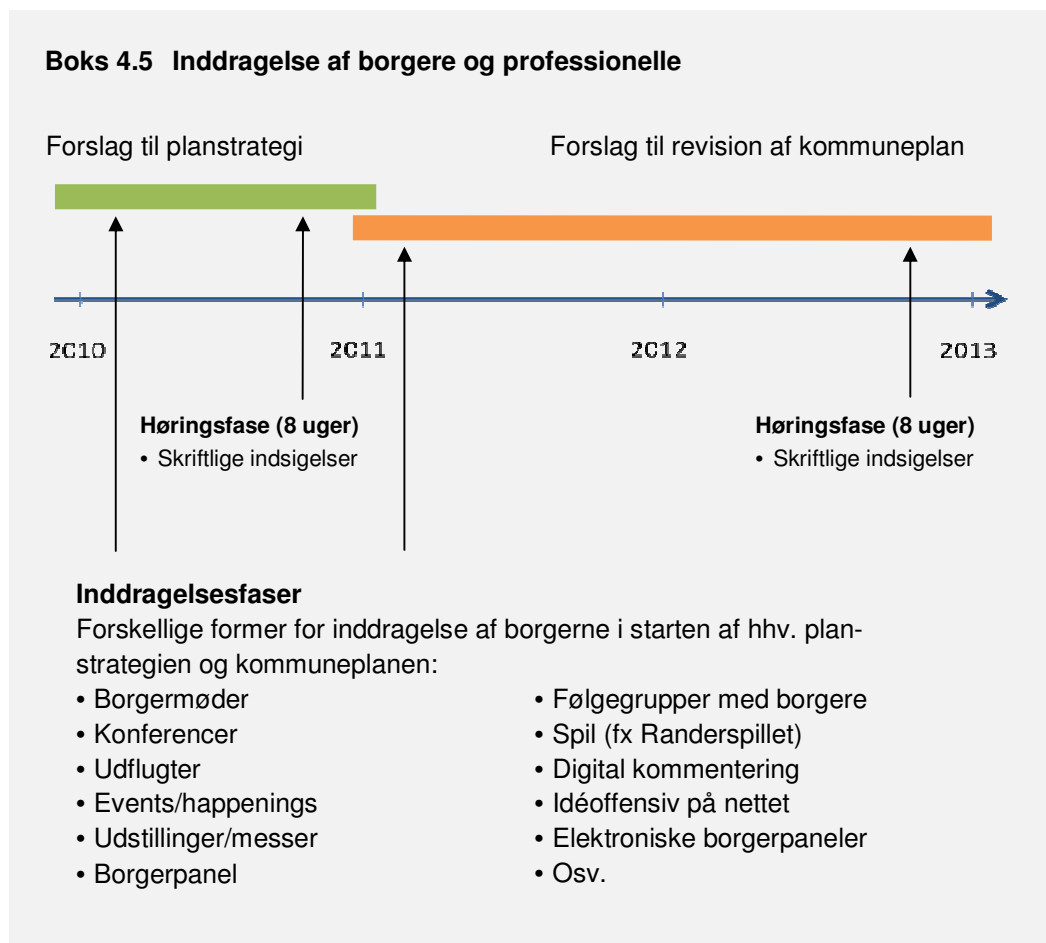 Boks 4.5 Inddragelse af borgere og professionelle
Forslag til planstrategi
Forslag til revision af kommuneplan
2010
2011
2012
2013
Høringsfase (8 uger)
• Skriftlige indsigelser
Høringsfase (8 uger)
• Skriftlige indsigelser
Inddragelsesfaser
Forskellige former for inddragelse af borgerne i starten af hhv. plan-
strategien og kommuneplanen:
• Borgermøder
• Konferencer
• Udflugter
• Events/happenings
• Udstillinger/messer
• Borgerpanel
• Følgegrupper med borgere
• Spil (fx Randerspillet)
• Digital kommentering
• Idéoffensiv på nettet
• Elektroniske borgerpaneler
• Osv.